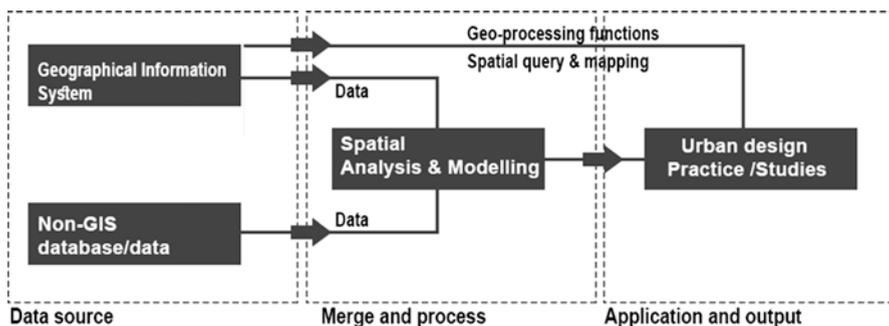 Geo-processing functions
Spatial query & mapping
Geographical Information
System
Data
Spatial
Analysis & Modelling
Urban design
Practice /Studies
Non-GIS
database/data
Data
Data source
Merge and process
Application and output